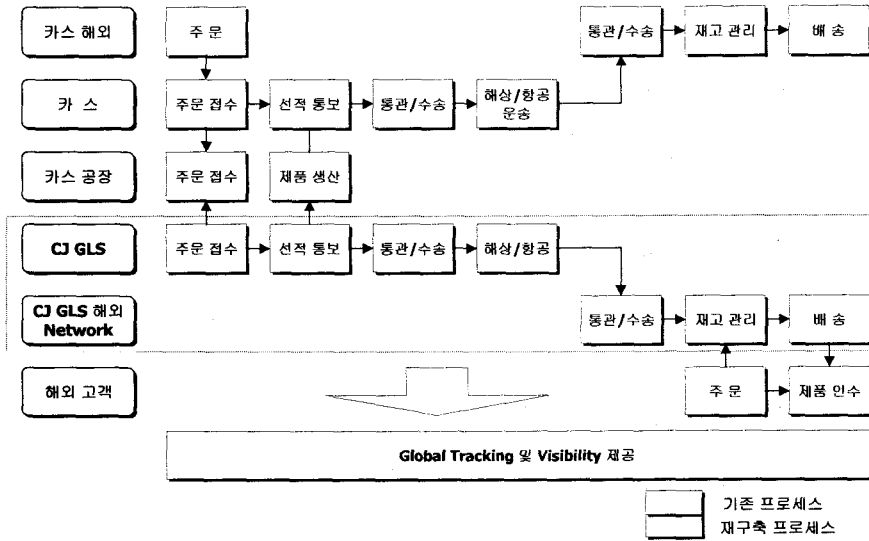 카스 해외
주 문
통관/수송
재고 관리
배 송
카 스
주문 접수
선적 통보
통관/수송
해상/항공
운송
카스 공장
주문 접수
제품 생산
CJ GLS
주문 접수
선적 통보
통관/수송
해상/항공
CJ GLS 해외
Network
통관/수송
재고 관리
배 송
해외 고객
주 문
제품 인수
Global Tracking 및 Visibility 제공
기존 프로세스
재구축 프로세스